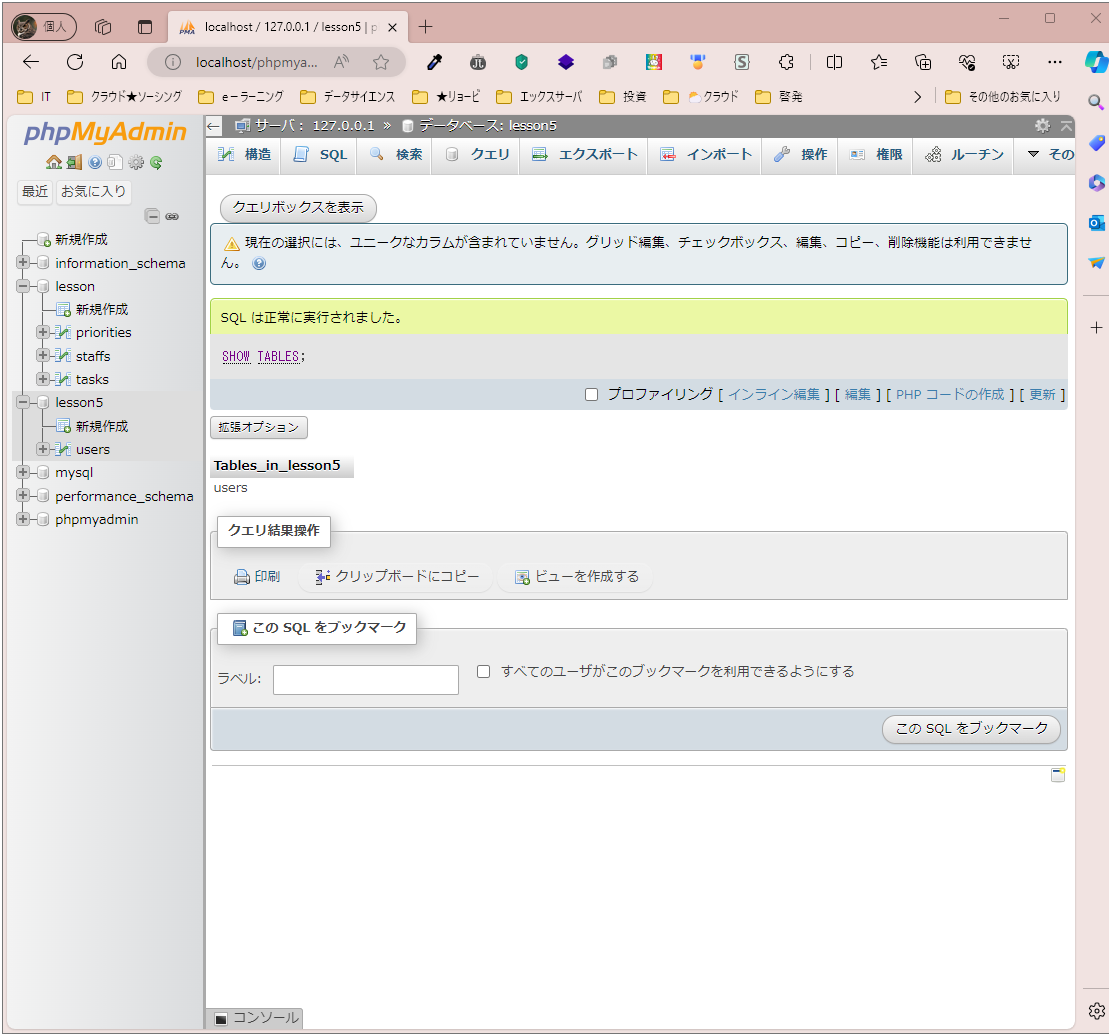 個人
localhost / 127.0.0.1 / lesson5 | p
localhost/phpmya...
IT
クラウド★ソーシング
e－ラーニング
データサイエンス
★リョービ
エックスサーバ
投資
クラウド
啓発
その他のお気に入り
phpMyAdmin
最近
お気に入り
新規作成
information_schema
lesson
新規作成
priorities
staffs
tasks
lesson5
新規作成
users
mysql
performance_schema
phpmyadmin
サーバ: 127.0.0.1 » データベース: lesson5
構造
SQL
検索
クエリ
エクスポート
インポート
操作
権限
ルーチン
その
クエリボックスを表示
現在の選択には、ユニークなカラムが含まれていません。グリッド編集、チェックボックス、編集、コピー、削除機能は利用できませ
ん。
SQL は正常に実行されました。
SHOW TABLES;
プロファイリング [ インライン編集 ] [ 編集 ] [ PHP コードの作成 ] [ 更新 ]
拡張オプション
Tables_in_lesson5
users
クエリ結果操作
印刷
クリップボードにコピー
ビューを作成する
この SQL をブックマーク
ラベル:
すべてのユーザがこのブックマークを利用できるようにする
この SQL をブックマーク
コンソール